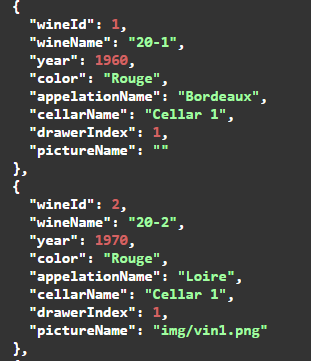 {
"wineId": 1,
"wineName": "20-1",
"year": 1960,
"color": "Rouge",
"appelationName": "Bordeaux",
"cellarName": "Cellar 1",
"drawerIndex": 1,
"pictureName": ""
},
{
"wineId": 2,
"wineName": "20-2",
"year": 1970,
"color": "Rouge",
"appelationName": "Loire",
"cellarName": "Cellar 1",
"drawerIndex": 1,
"pictureName": "img/vin1.png"
},